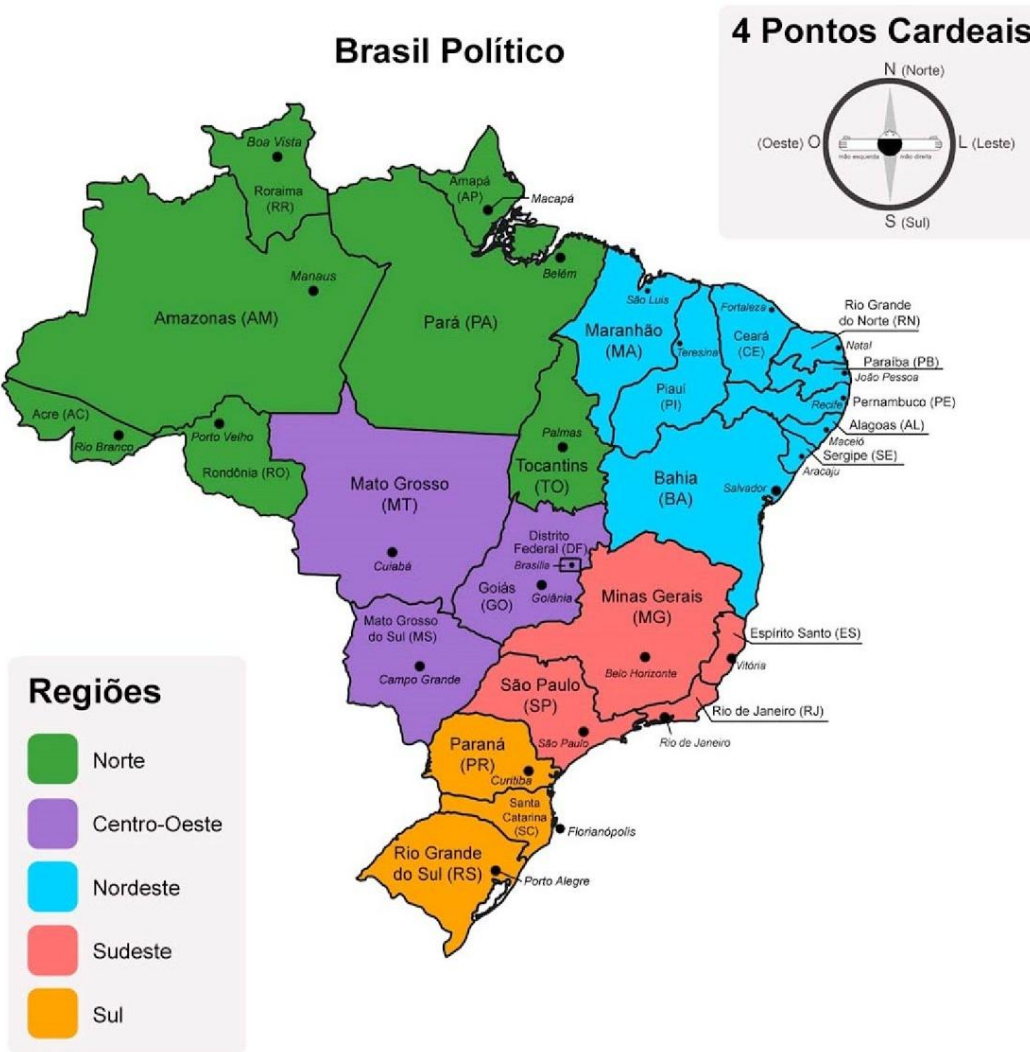 Brasil Político
4 Pontos Cardeais
N (Norte)
(Oeste) O
L (Leste)
mão esquerda
mão direita
S (Sul)
Boa Vista
Roraima
(RR)
Amapá
(AP)
Macapá
Manaus
Belém
Amazonas (AM)
Pará (PA)
São Luis
Maranhão
(MA)
Teresina
Fortaleza
Ceará
(CE)
Rio Grande
do Norte (RN)
Natal
Paraíba (PB)
João Pessoa
Piauí
(PI)
Recife
Pernambuco (PE)
Alagoas (AL)
Maceió
Sergipe (SE)
Aracaju
Acre (AC)
Rio Branco
Porto Velho
Rondônia (RO)
Palmas
Tocantins
(TO)
Mato Grosso
(MT)
Cuiabá
Bahia
(BA)
Salvador
Distrito
Federal (DF)
Brasília
Goiás
(GO)
Goiânia
Minas Gerais
(MG)
Belo Horizonte
Espírito Santo (ES)
Vitória
Mato Grosso
do Sul (MS)
Campo Grande
São Paulo
(SP)
São Paulo
Rio de Janeiro (RJ)
Rio de Janeiro
Paraná
(PR)
Curitiba
Santa
Catarina
(SC)
Florianópolis
Rio Grande
do Sul (RS)
Porto Alegre
Regiões
Norte
Centro-Oeste
Nordeste
Sudeste
Sul